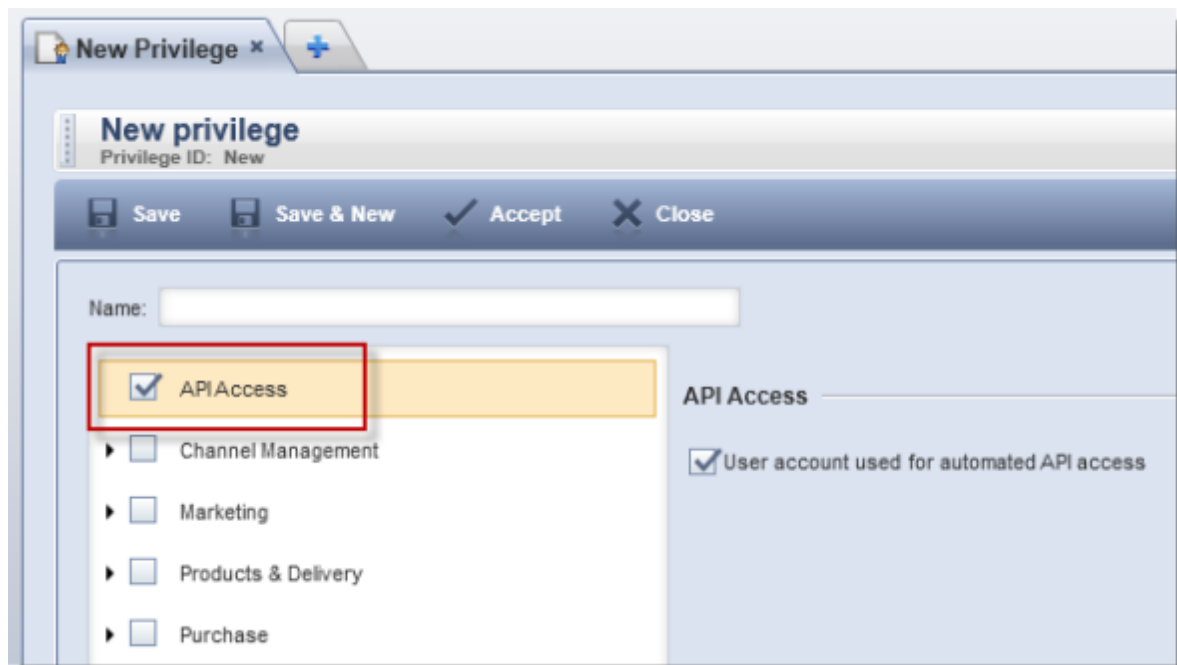 New Privilege ×
New privilege
Privilege ID: New
Save Save & New Accept Close
Name:
API Access
API Access
Channel Management
User account used for automated API access
Marketing
Products & Delivery
Purchase